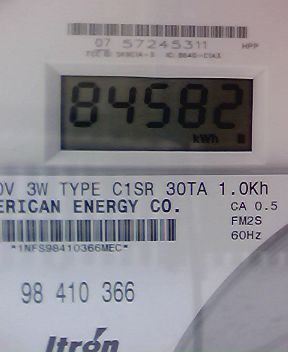 07 57245311 HPP
84582
kWh
0V 3W TYPE C1SR 30TA 1.0Kh
ERICAN ENERGY CO. CA 0.5
FM2S
60Hz
*1NFS98410366MEC*
98 410 366
Itron